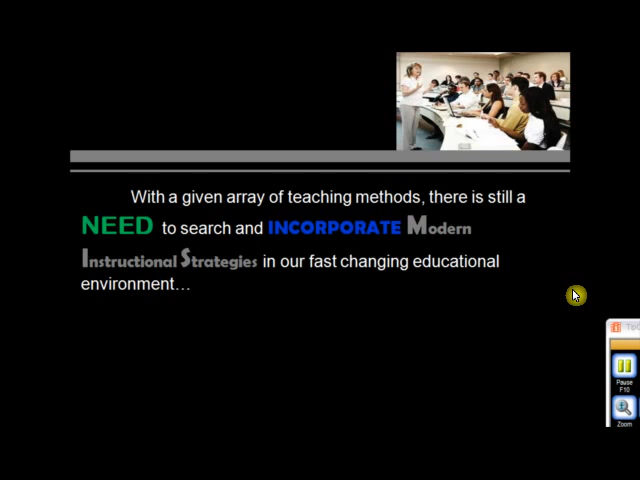 With a given array of teaching methods, there is still a
NEED to search and INCORPORATE Modern
Instructional Strategies in our fast changing educational
environment…
Pause
F10
Zoom